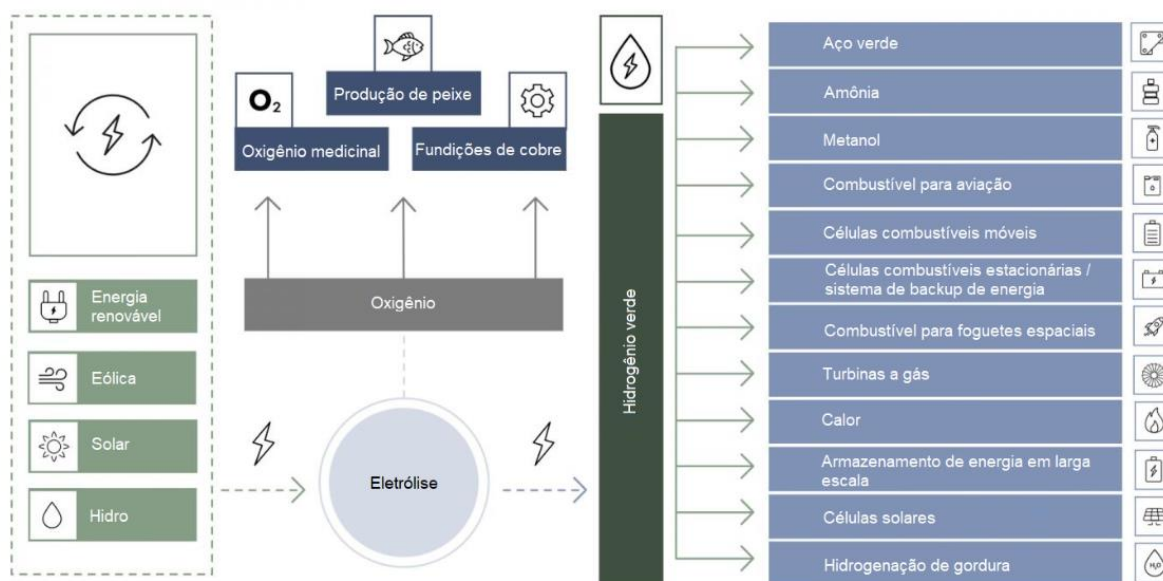 Energia
renovável
Eólica
Solar
Hidro
O₂
Oxigênio medicinal
Produção de peixe
Fundições de cobre
Oxigênio
Eletrólise
Hidrogênio verde
Aço verde
Amônia
Metanol
Combustível para aviação
Células combustíveis móveis
Células combustíveis estacionárias /
sistema de backup de energia
Combustível para foguetes espaciais
Turbinas a gás
Calor
Armazenamento de energia em larga
escala
Células solares
Hidrogenação de gordura
H₂O